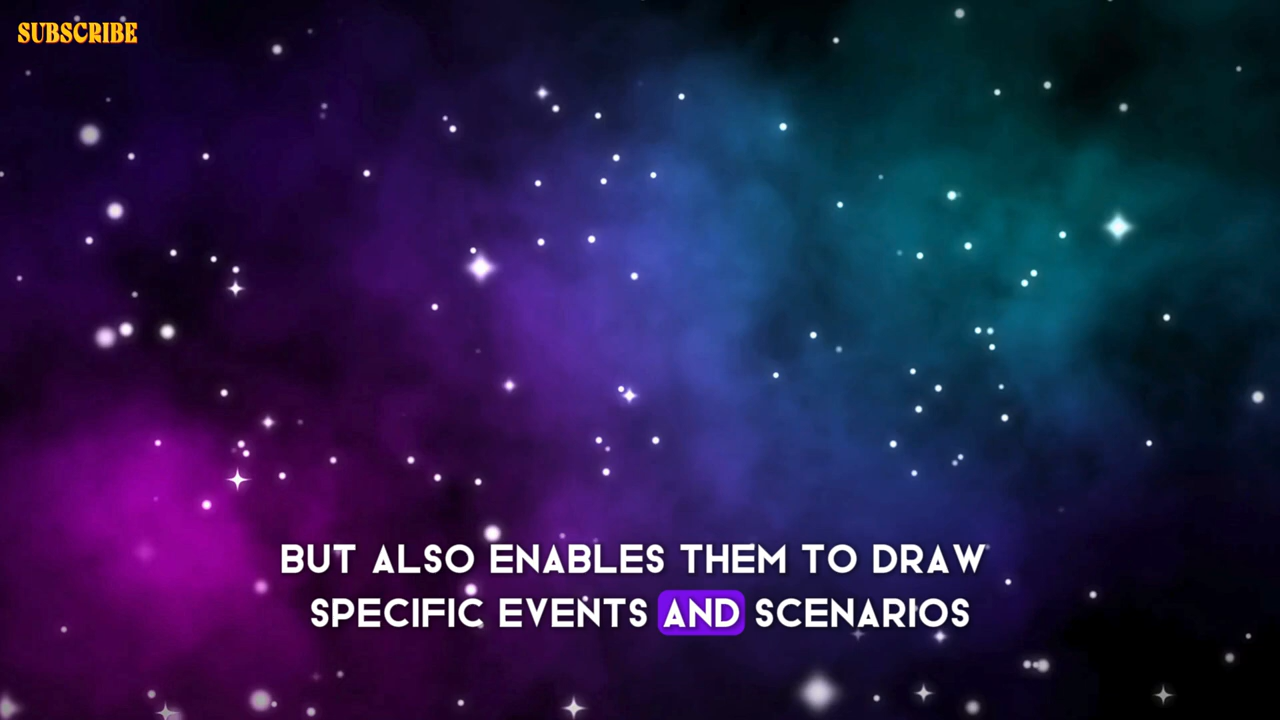 SUBSCRIBE
BUT ALSO ENABLES THEM TO DRAW
SPECIFIC EVENTS AND SCENARIOS